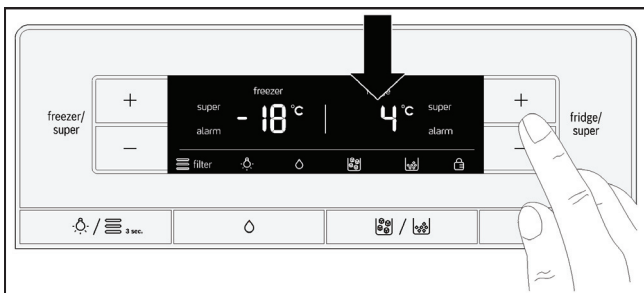 freezer
super
-18 °C
4 °C
super
alarm
alarm
filter
freezer/
super
+
−
+
fridge/
super
3 sec.
/
/